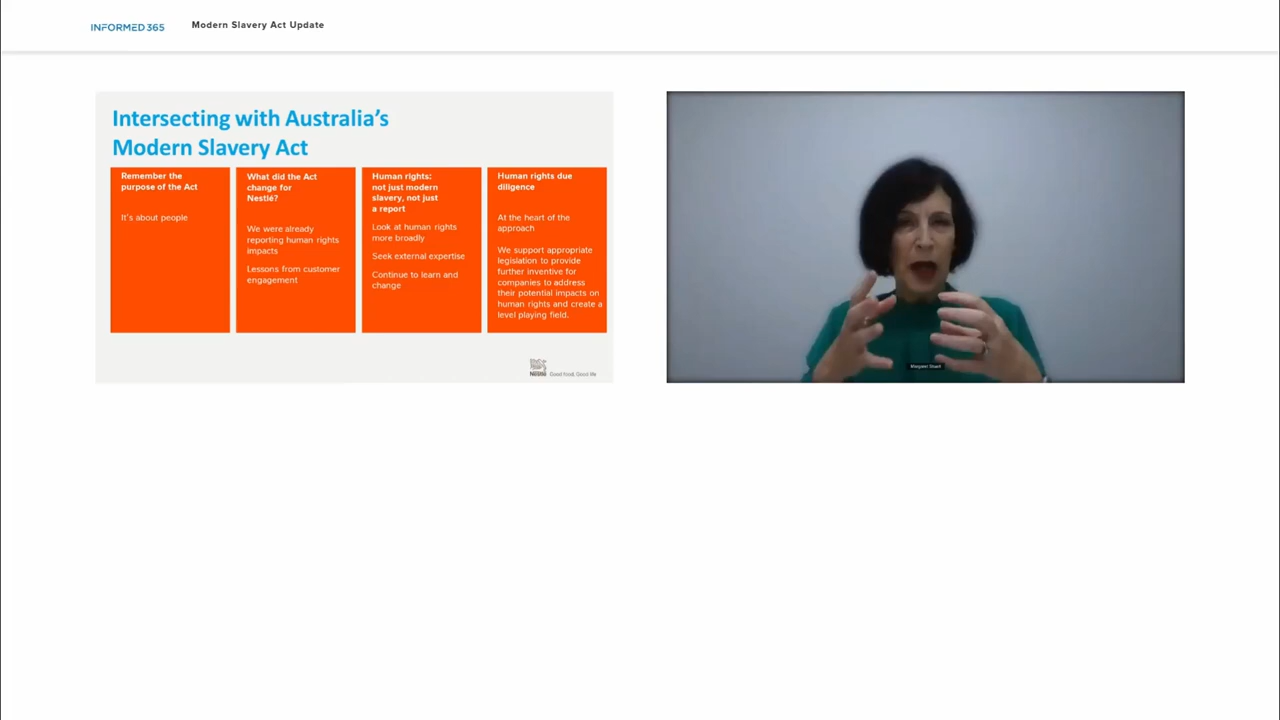 INFORMED 365
Modern Slavery Act Update
Intersecting with Australia's
Modern Slavery Act
Remember the
purpose of the Act
It's about people
What did the Act
change for
Nestlé?
We were already
reporting human rights
impacts
Lessons from customer
engagement
Human rights:
not just modern
slavery, not just
a report
Look at human rights
more broadly
Seek external expertise
Continue to learn and
change
Human rights due
diligence
At the heart of the
approach
We support appropriate
legislation to provide
further inventive for
companies to address
their potential impacts on
human rights and create a
level playing field.
Nestlé Good food, Good life
Margaret Stuart